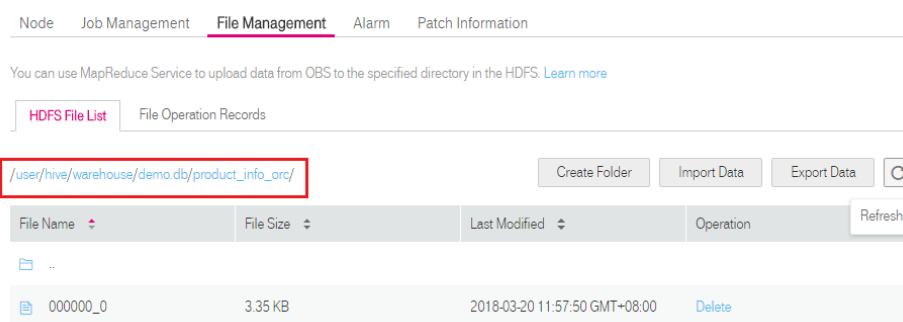 Node Job Management File Management Alarm Patch Information
You can use MapReduce Service to upload data from OBS to the specified directory in the HDFS. Learn more
HDFS File List File Operation Records
/user/hive/warehouse/demo.db/product_info_orc/ Create Folder Import Data Export Data
Refresh
File Name File Size Last Modified Operation
..
000000_0 3.35 KB 2018-03-20 11:57:50 GMT+08:00 Delete